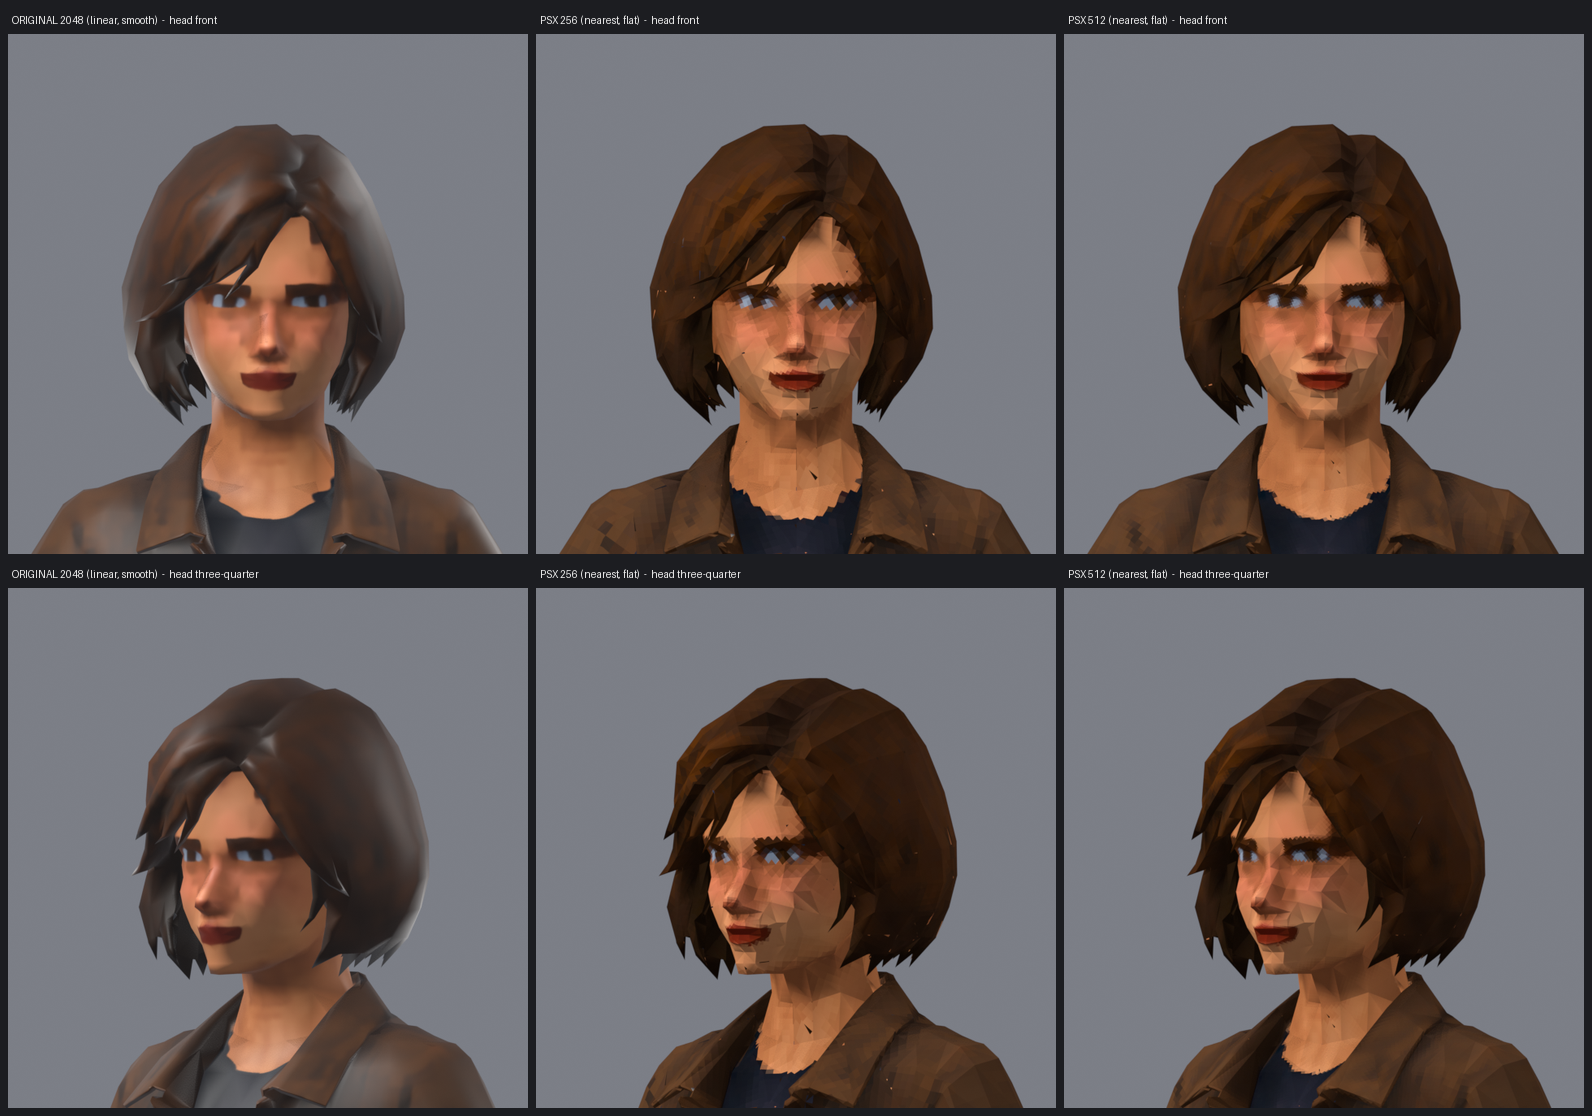 ORIGINAL 2048 (linear, smooth) - head front
PSX 256 (nearest, flat) - head front
PSX 512 (nearest, flat) - head front
ORIGINAL 2048 (linear, smooth) - head three-quarter
PSX 256 (nearest, flat) - head three-quarter
PSX 512 (nearest, flat) - head three-quarter